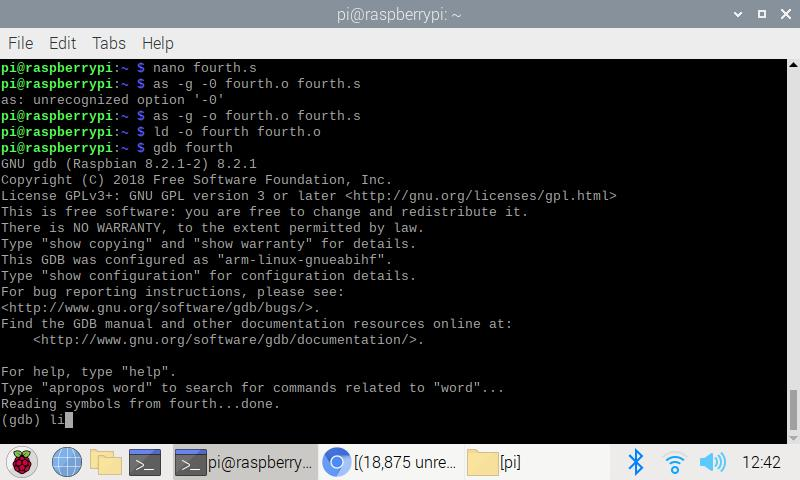 pi@raspberrypi: ~
File Edit Tabs Help
pi@raspberrypi:~ $ nano fourth.s
pi@raspberrypi:~ $ as -g -0 fourth.o fourth.s
as: unrecognized option '-0'
pi@raspberrypi:~ $ as -g -o fourth.o fourth.s
pi@raspberrypi:~ $ ld -o fourth fourth.o
pi@raspberrypi:~ $ gdb fourth
GNU gdb (Raspbian 8.2.1-2) 8.2.1
Copyright (C) 2018 Free Software Foundation, Inc.
License GPLv3+: GNU GPL version 3 or later <http://gnu.org/licenses/gpl.html>
This is free software: you are free to change and redistribute it.
There is NO WARRANTY, to the extent permitted by law.
Type "show copying" and "show warranty" for details.
This GDB was configured as "arm-linux-gnueabihf".
Type "show configuration" for configuration details.
For bug reporting instructions, please see:
<http://www.gnu.org/software/gdb/bugs/>.
Find the GDB manual and other documentation resources online at:
    <http://www.gnu.org/software/gdb/documentation/>.

For help, type "help".
Type "apropos word" to search for commands related to "word"...
Reading symbols from fourth...done.
(gdb) li
pi@raspberry... [(18,875 unre... [pi] 12:42